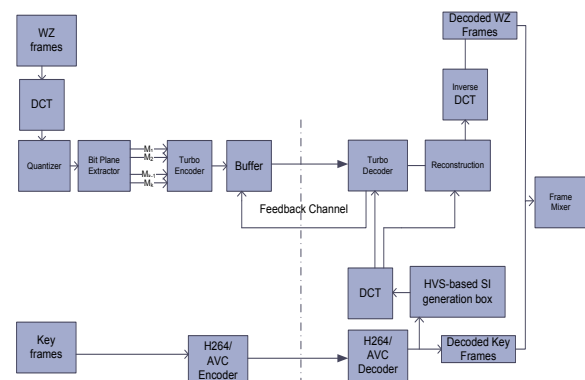 WZ
frames
DCT
Quantizer
Bit Plane
Extractor
M₁
M₂
Mₖ₋₁
Mₖ
Turbo
Encoder
Buffer
Feedback Channel
Turbo
Decoder
Reconstruction
Inverse
DCT
Decoded WZ
Frames
Frame
Mixer
DCT
HVS-based SI
generation box
Key
frames
H264/
AVC
Encoder
H264/
AVC
Decoder
Decoded Key
Frames